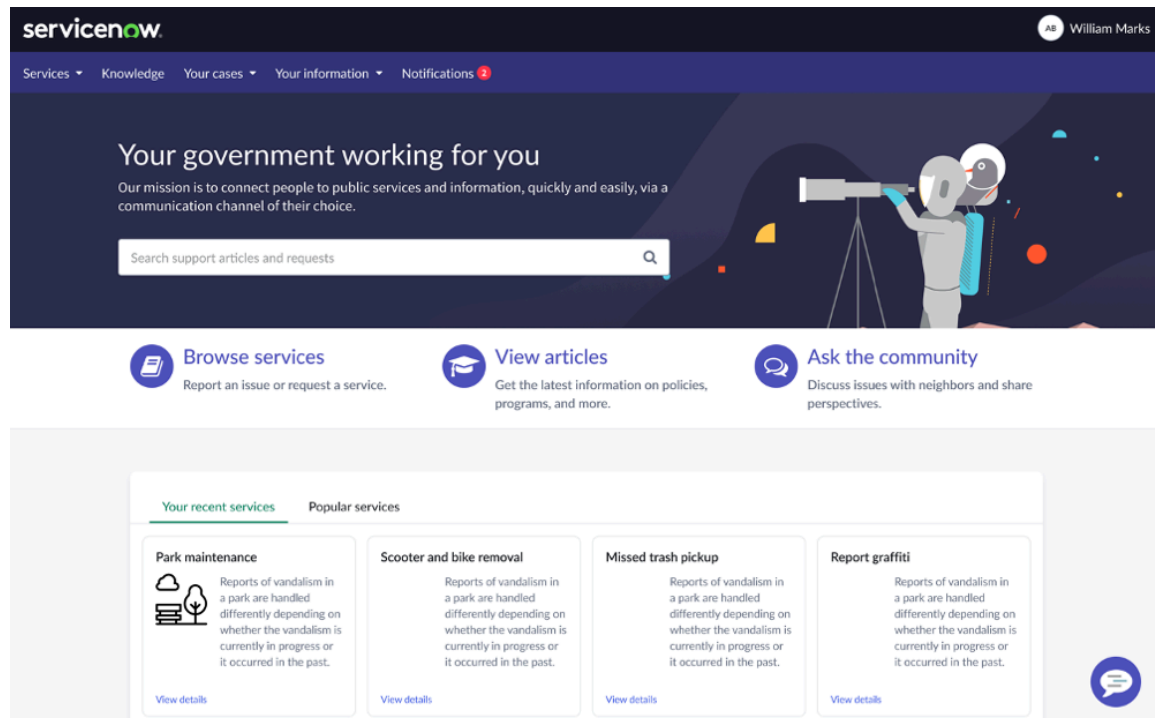 servicenow.
AB William Marks
Services Knowledge Your cases Your information Notifications 2
Your government working for you
Our mission is to connect people to public services and information, quickly and easily, via a
communication channel of their choice.
Search support articles and requests
Browse services
Report an issue or request a service.
View articles
Get the latest information on policies,
programs, and more.
Ask the community
Discuss issues with neighbors and share
perspectives.
Your recent services Popular services
Park maintenance
Reports of vandalism in
a park are handled
differently depending on
whether the vandalism is
currently in progress or
it occurred in the past.
View details
Scooter and bike removal
Reports of vandalism in
a park are handled
differently depending on
whether the vandalism is
currently in progress or
it occurred in the past.
View details
Missed trash pickup
Reports of vandalism in
a park are handled
differently depending on
whether the vandalism is
currently in progress or
it occurred in the past.
View details
Report graffiti
Reports of vandalism in
a park are handled
differently depending on
whether the vandalism is
currently in progress or
it occurred in the past.
View details